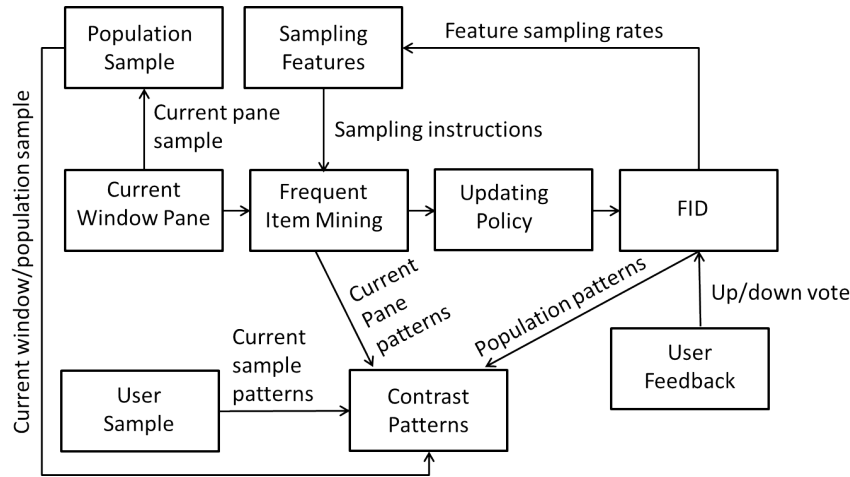 Population
Sample
Sampling
Features
Feature sampling rates
Current pane
sample
Sampling instructions
Current window/population sample
Current
Window Pane
Frequent
Item Mining
Updating
Policy
FID
Current
Pane
patterns
Population patterns
Up/down vote
Current
sample
patterns
User
Feedback
User
Sample
Contrast
Patterns